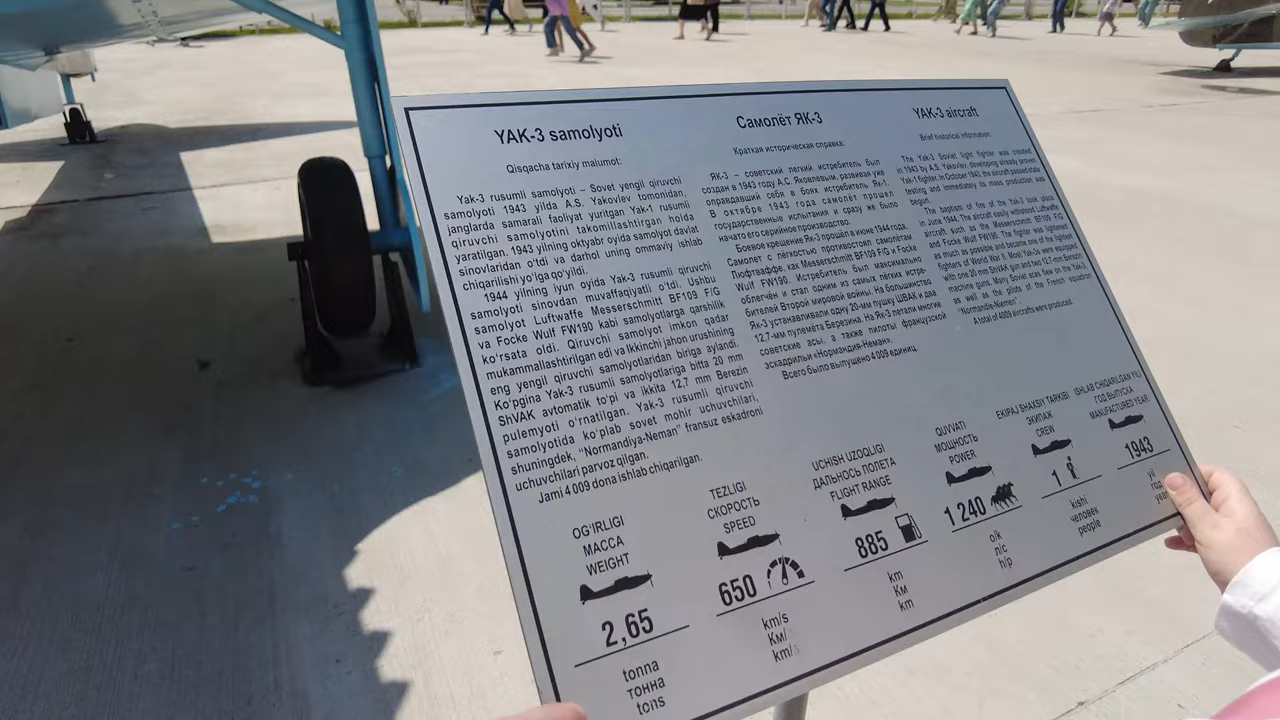 YAK-3 samolyoti
Qisqacha tarixiy malumot:
Yak-3 rusumli samolyoti – Sovet yengil qiruvchi
samolyoti 1943 yilda A.S. Yakovlev tomonidan,
janglarda samarali faoliyat yuritgan Yak-1 rusumli
qiruvchi samolyotini takomillashtirgan holda
yaratilgan. 1943 yilning oktyabr oyida samolyot davlat
sinovlaridan o'tdi va darhol uning ommaviy ishlab
chiqarilishi yo'lga qo'yildi.
1944 yilning iyun oyida Yak-3 rusumli qiruvchi
samolyoti sinovdan muvaffaqiyatli o'tdi. Ushbu
samolyot Luftwaffe Messerschmitt BF109 F/G
va Focke Wulf FW190 kabi samolyotlarga qarshilik
ko'rsata oldi. Qiruvchi samolyot imkon qadar
mukammallashtirilgan edi va Ikkinchi jahon urushining
eng yengil qiruvchi samolyotlaridan biriga aylandi.
Ko'pgina Yak-3 rusumli samolyotlariga bitta 20 mm
ShVAK avtomatik to'pi va ikkita 12,7 mm Berezin
pulemyoti o'rnatilgan. Yak-3 rusumli qiruvchi
samolyotida ko'plab sovet mohir uchuvchilari,
shuningdek, "Normandiya-Neman" fransuz eskadroni
uchuvchilari parvoz qilgan.
Jami 4 009 dona ishlab chiqarilgan.
Самолёт ЯК-3
Краткая историческая справка:
ЯК-3 – советский легкий истребитель был
создан в 1943 году А.С. Яковлевым, развивая уже
оправдавший себя в боях истребитель Як-1.
В октябре 1943 года самолёт прошел
государственные испытания и сразу же было
начато его серийное производство.
Боевое крещение Як-3 прошёл в июне 1944 года.
Самолет с лёгкостью противостоял самолётам
Люфтваффе, как Messerschmitt BF109 F/G и Focke
Wulf FW190. Истребитель был максимально
облегчён и стал одним из самых лёгких истре-
бителей Второй мировой войны. На большинство
Як-3 устанавливали одну 20-мм пушку ШВАК и два
12,7-мм пулемёта Березина. На Як-3 летали многие
советские асы, а также пилоты французской
эскадрильи «Нормандия-Неман».
Всего было выпущено 4 009 единиц.
YAK-3 aircraft
Brief historical information:
The Yak-3 Soviet light fighter was created
in 1943 by A.S. Yakovlev, developing already proven
Yak-1 fighter. In October 1943, the aircraft passed state
testing and immediately its mass production was
begun.
The baptism of fire of the Yak-3 took place
in June 1944. The aircraft easily withstood Luftwaffe
aircraft, such as the Messerschmitt BF109 F/G
and Focke Wulf FW190. The fighter was lightened
as much as possible and became one of the lightest
fighters of World War II. Most Yak-3s were equipped
with one 20 mm ShVAK gun and two 12,7 mm Berezin
machine guns. Many Soviet aces flew on the Yak-3,
as well as the pilots of the French squadron
"Normandie-Niemen".
A total of 4009 aircrafts were produced.
OG'IRLIGI
МАССА
WEIGHT
2,65
tonna
тонна
tons
TEZLIGI
СКОРОСТЬ
SPEED
650
km/s
Км/
km/
UCHISH UZOQLIGI
ДАЛЬНОСЬ ПОЛЕТА
FLIGHT RANGE
885
km
Км
km
QUVVATI
МОЩНОСТЬ
POWER
1 240
o/k
л/с
h/p
EKIPAJ SHAXSIY TARKIBI
ЭКИПАЖ
CREW
1
kishi
человек
people
ISHLAB CHIQARILGAN YILI
ГОД ВЫПУСКА
MANUFACTURED YEAR
1943
yil
год
year